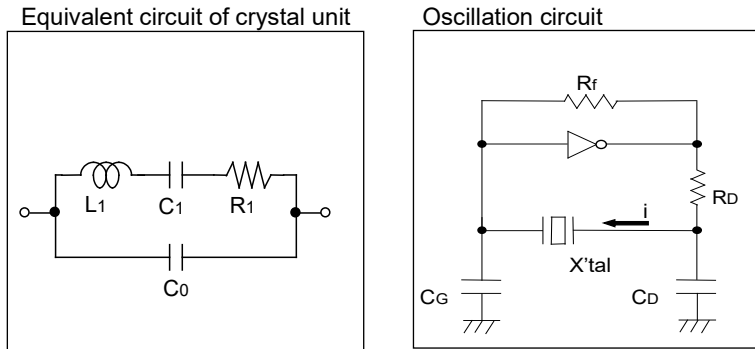 Equivalent circuit of crystal unit
L1
C1
R1
C0
Oscillation circuit
Rf
RD
i
X'tal
CG
CD